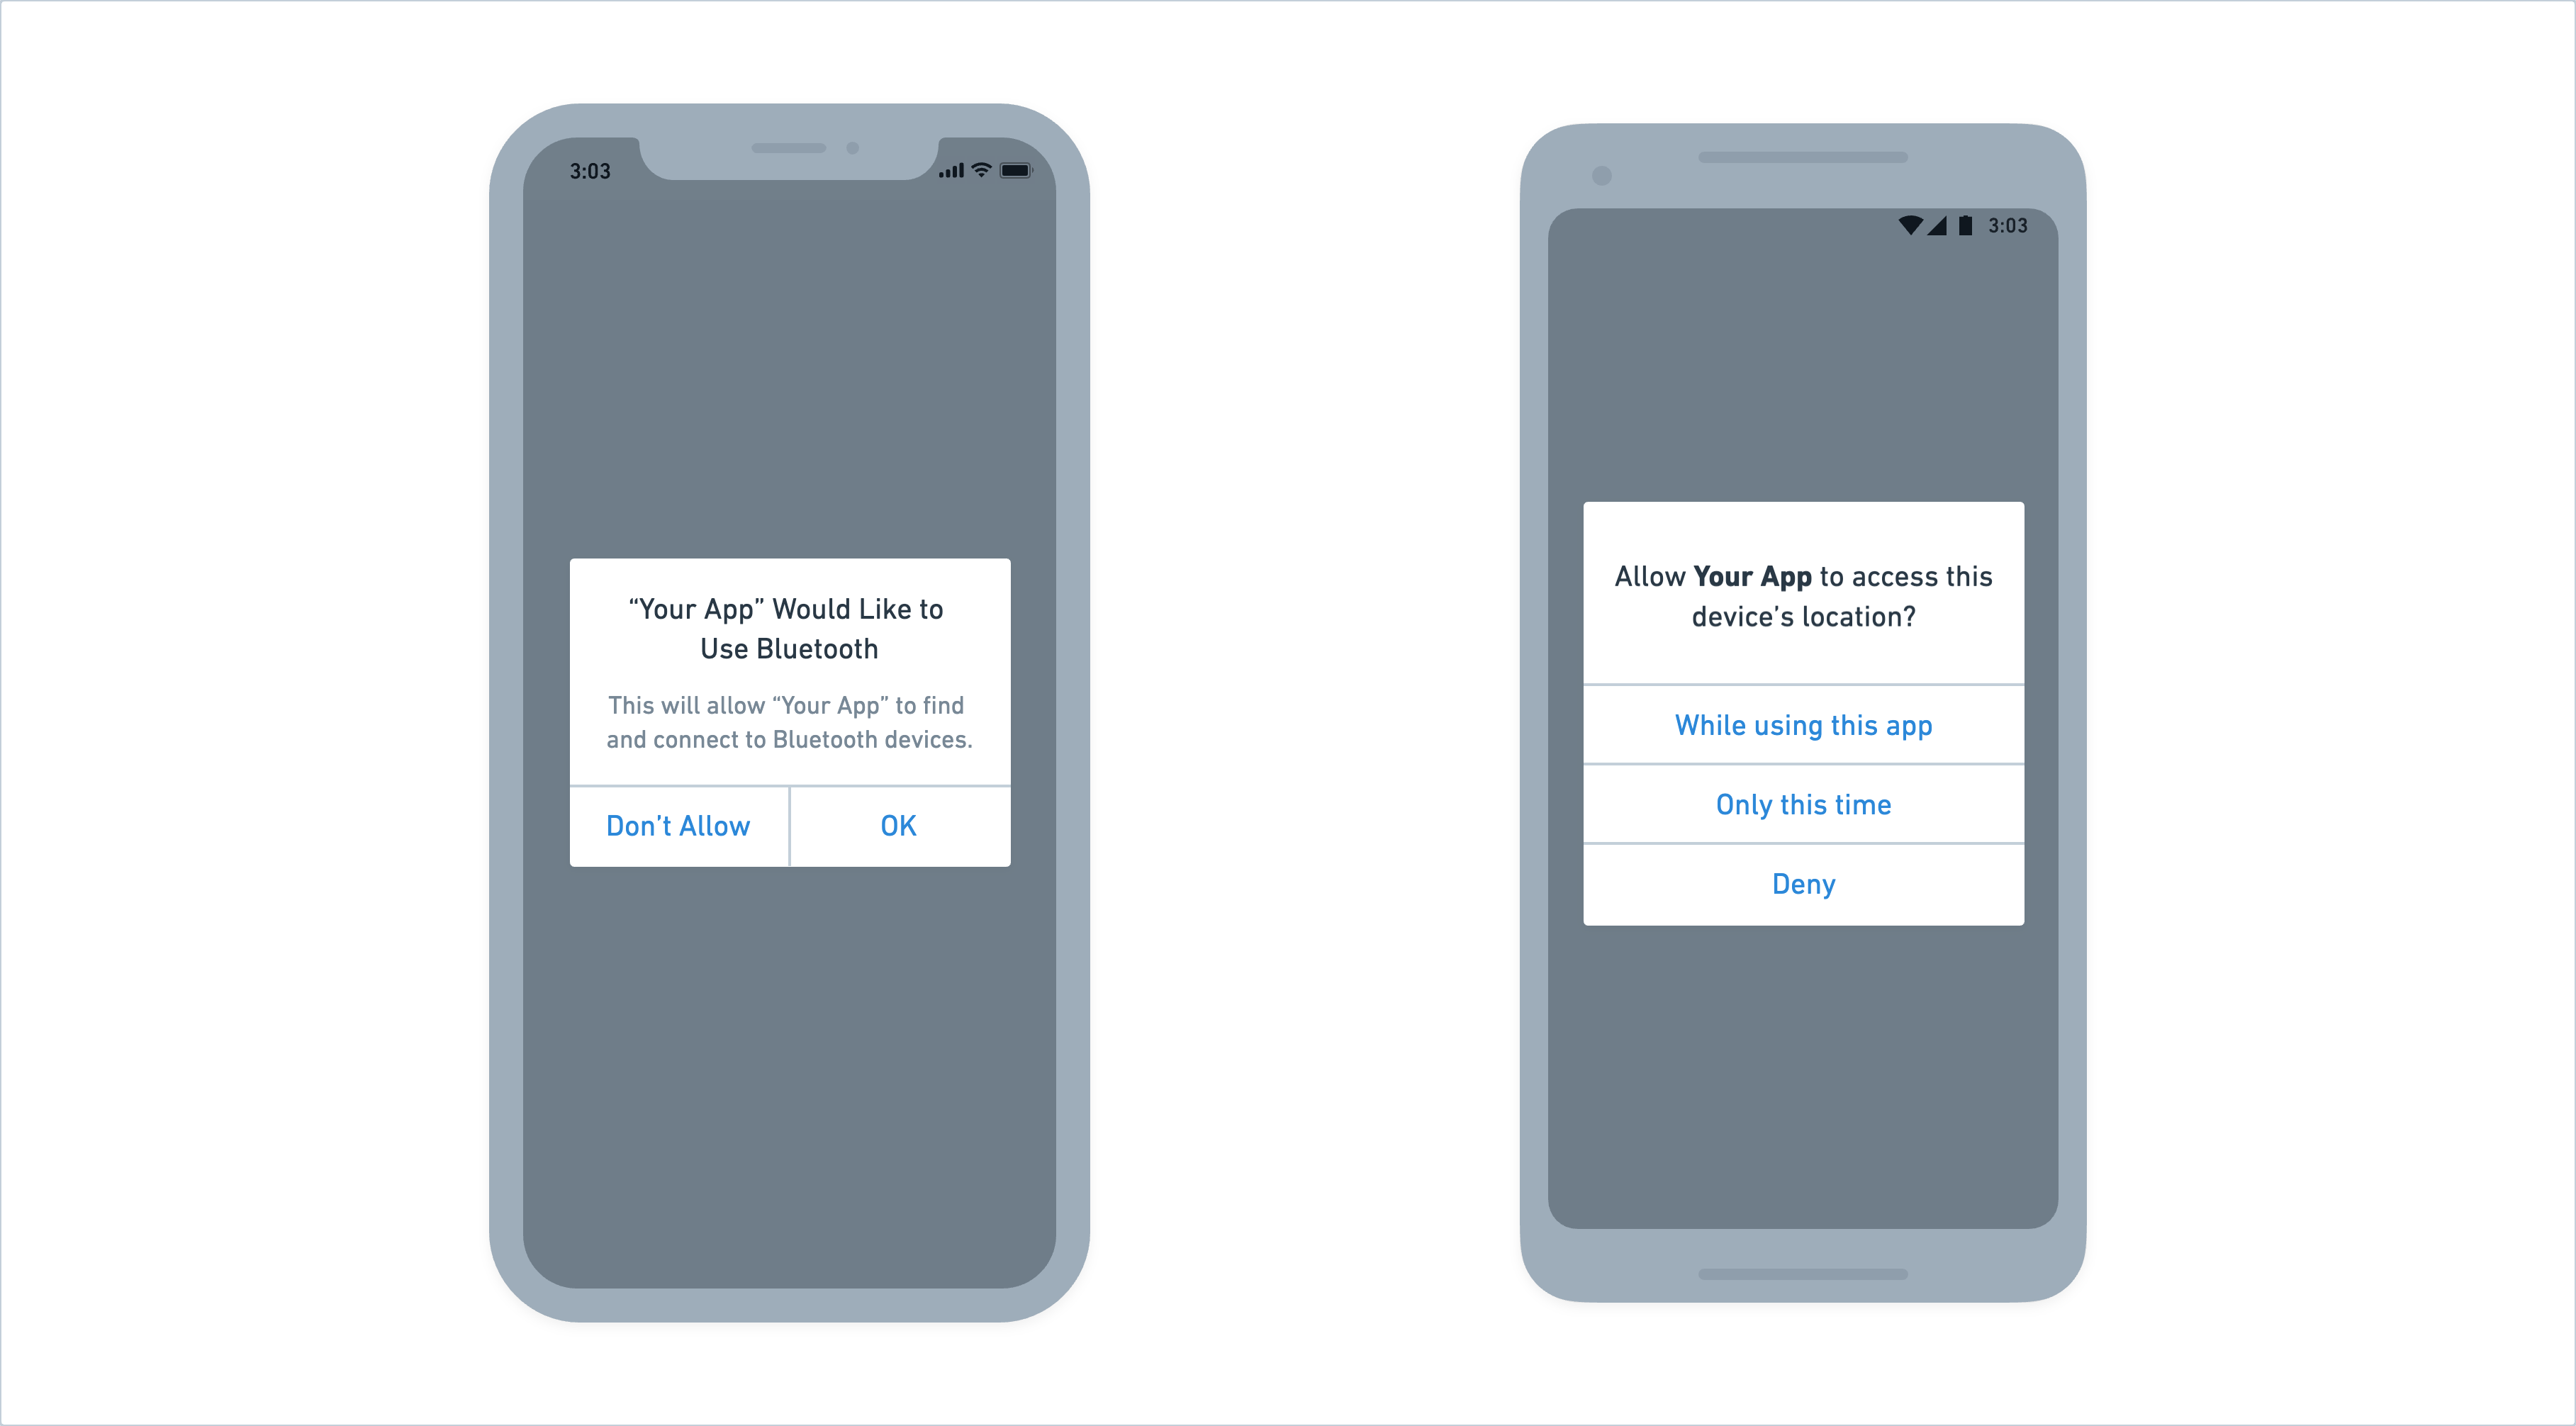 3:03
“Your App” Would Like to
Use Bluetooth
This will allow “Your App” to find
and connect to Bluetooth devices.
Don’t Allow
OK
3:03
Allow Your App to access this
device’s location?
While using this app
Only this time
Deny